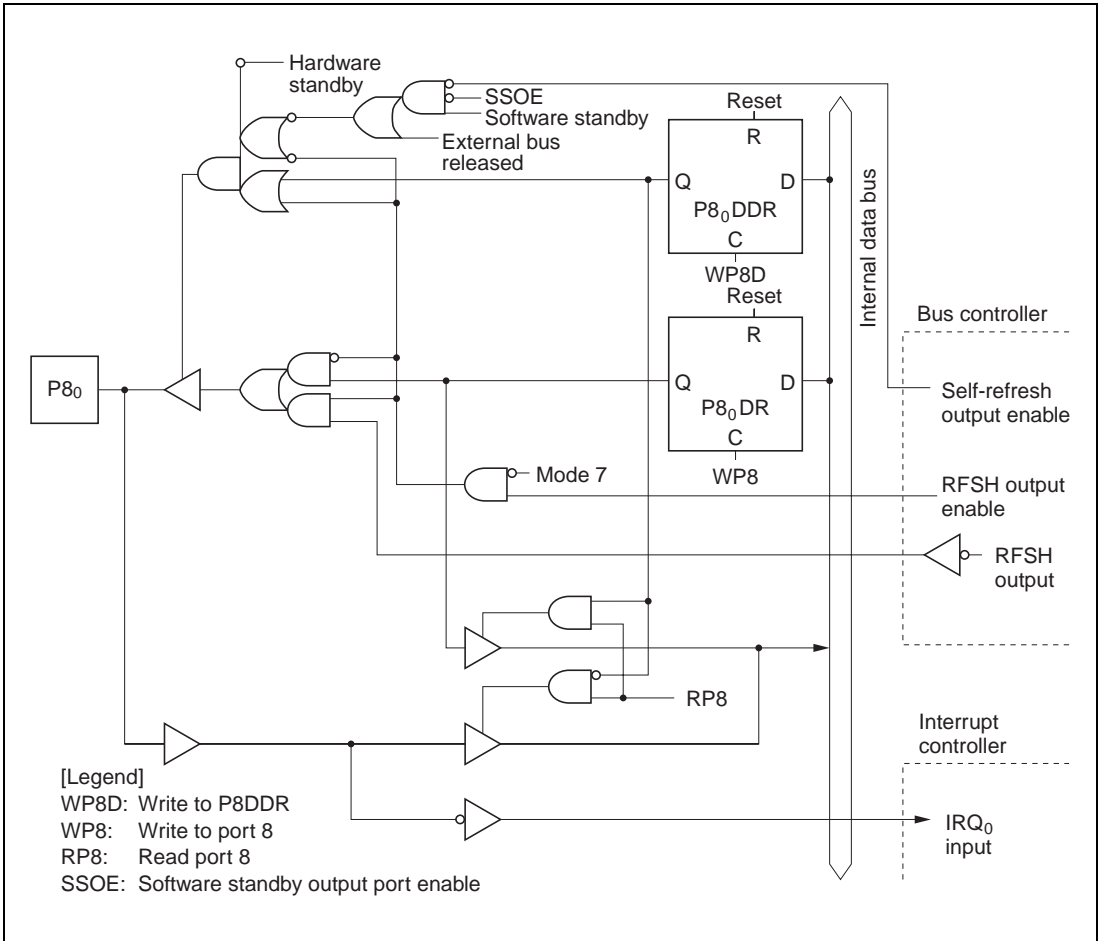 Hardware
standby
SSOE
Software standby
External bus
released
Reset
R
Q D
P8₀DDR
C
WP8D
Reset
R
Q D
P8₀DR
C
WP8
Internal data bus
Bus controller
Self-refresh
output enable
P8₀
Mode 7
RFSH output
enable
RFSH
output
RP8
Interrupt
controller
IRQ₀
input
[Legend]
WP8D: Write to P8DDR
WP8: Write to port 8
RP8: Read port 8
SSOE: Software standby output port enable